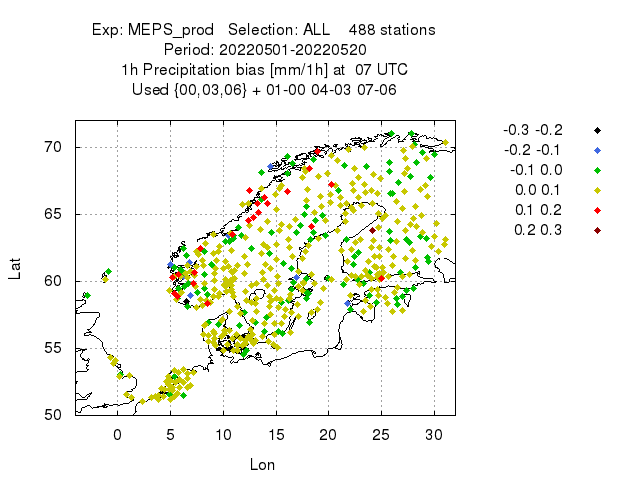 Exp: MEPS_prod   Selection: ALL    488 stations
Period: 20220501-20220520
1h Precipitation bias [mm/1h] at  07 UTC
Used {00,03,06} + 01-00 04-03 07-06
-0.3 -0.2
-0.2 -0.1
-0.1 0.0
0.0 0.1
0.1 0.2
0.2 0.3
70
65
60
55
50
Lat
0 5 10 15 20 25 30
Lon